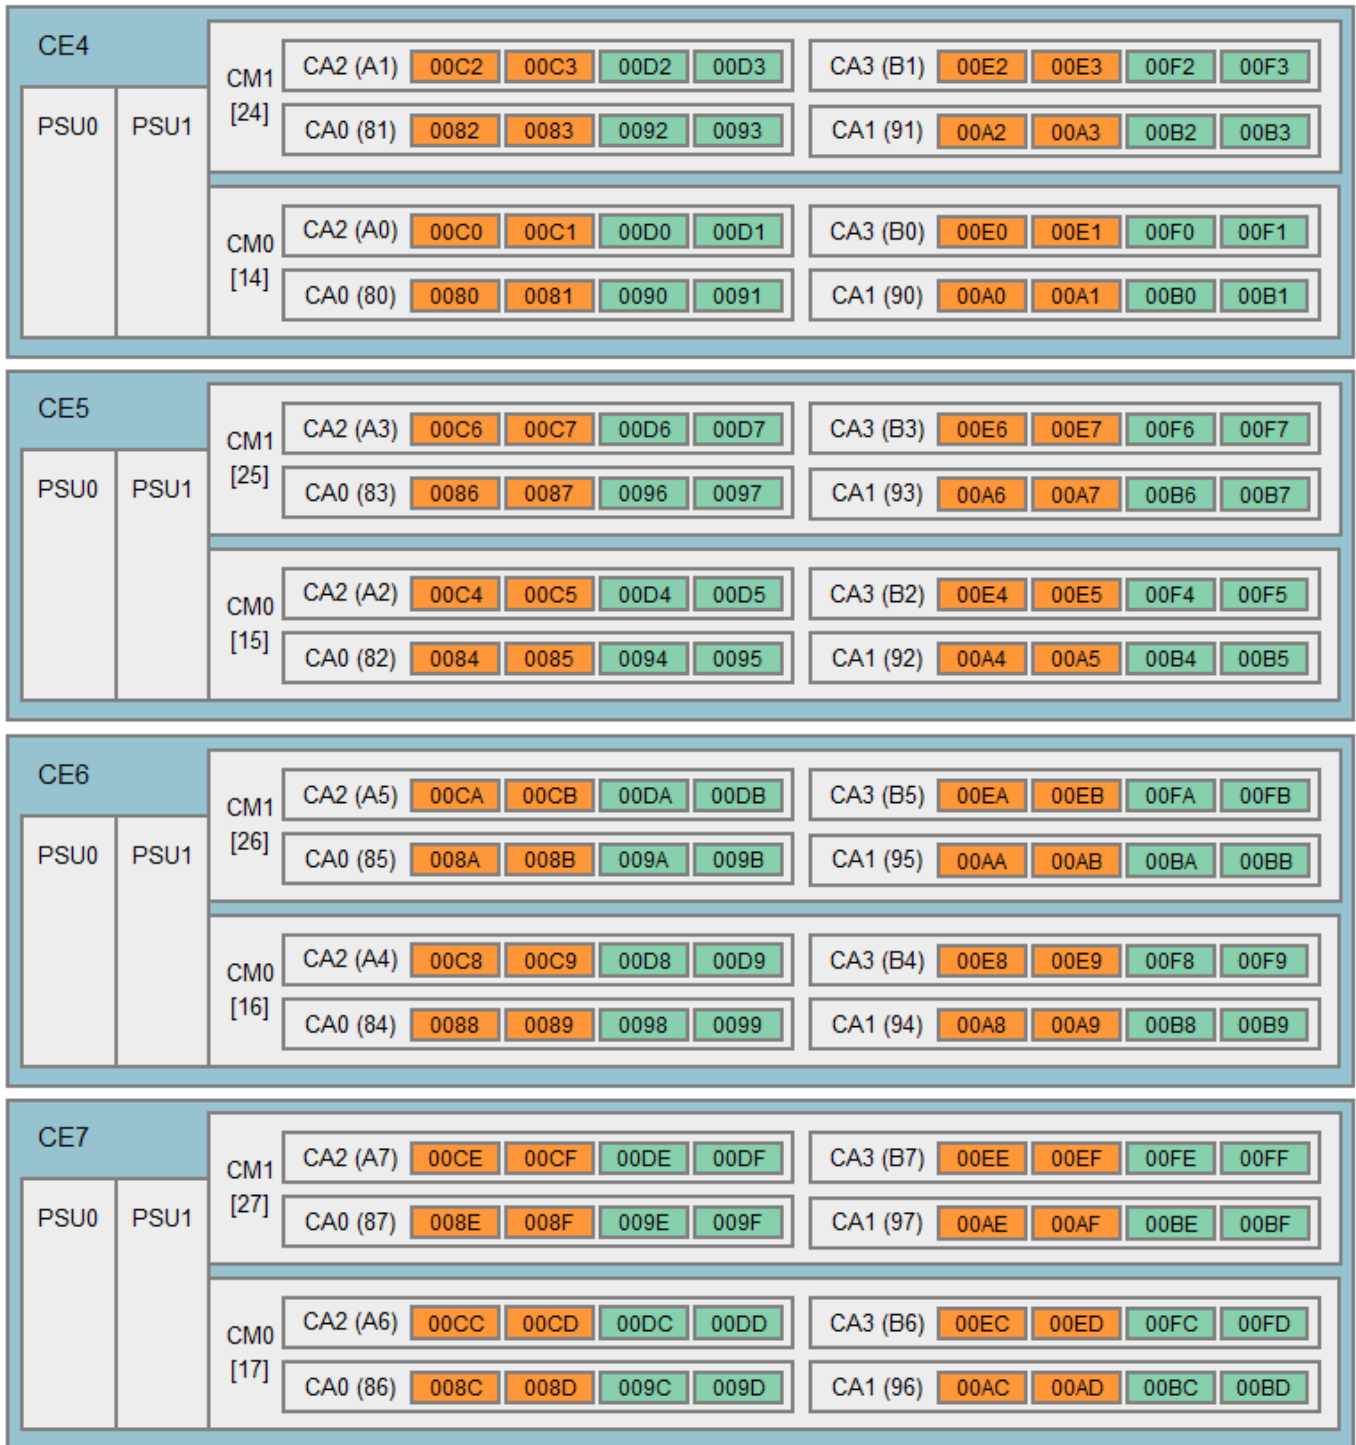 CE4
PSU0 PSU1
CM1
[24]
CA2 (A1) 00C2 00C3 00D2 00D3 CA3 (B1) 00E2 00E3 00F2 00F3
CA0 (81) 0082 0083 0092 0093 CA1 (91) 00A2 00A3 00B2 00B3
CM0
[14]
CA2 (A0) 00C0 00C1 00D0 00D1 CA3 (B0) 00E0 00E1 00F0 00F1
CA0 (80) 0080 0081 0090 0091 CA1 (90) 00A0 00A1 00B0 00B1
CE5
PSU0 PSU1
CM1
[25]
CA2 (A3) 00C6 00C7 00D6 00D7 CA3 (B3) 00E6 00E7 00F6 00F7
CA0 (83) 0086 0087 0096 0097 CA1 (93) 00A6 00A7 00B6 00B7
CM0
[15]
CA2 (A2) 00C4 00C5 00D4 00D5 CA3 (B2) 00E4 00E5 00F4 00F5
CA0 (82) 0084 0085 0094 0095 CA1 (92) 00A4 00A5 00B4 00B5
CE6
PSU0 PSU1
CM1
[26]
CA2 (A5) 00CA 00CB 00DA 00DB CA3 (B5) 00EA 00EB 00FA 00FB
CA0 (85) 008A 008B 009A 009B CA1 (95) 00AA 00AB 00BA 00BB
CM0
[16]
CA2 (A4) 00C8 00C9 00D8 00D9 CA3 (B4) 00E8 00E9 00F8 00F9
CA0 (84) 0088 0089 0098 0099 CA1 (94) 00A8 00A9 00B8 00B9
CE7
PSU0 PSU1
CM1
[27]
CA2 (A7) 00CE 00CF 00DE 00DF CA3 (B7) 00EE 00EF 00FE 00FF
CA0 (87) 008E 008F 009E 009F CA1 (97) 00AE 00AF 00BE 00BF
CM0
[17]
CA2 (A6) 00CC 00CD 00DC 00DD CA3 (B6) 00EC 00ED 00FC 00FD
CA0 (86) 008C 008D 009C 009D CA1 (96) 00AC 00AD 00BC 00BD